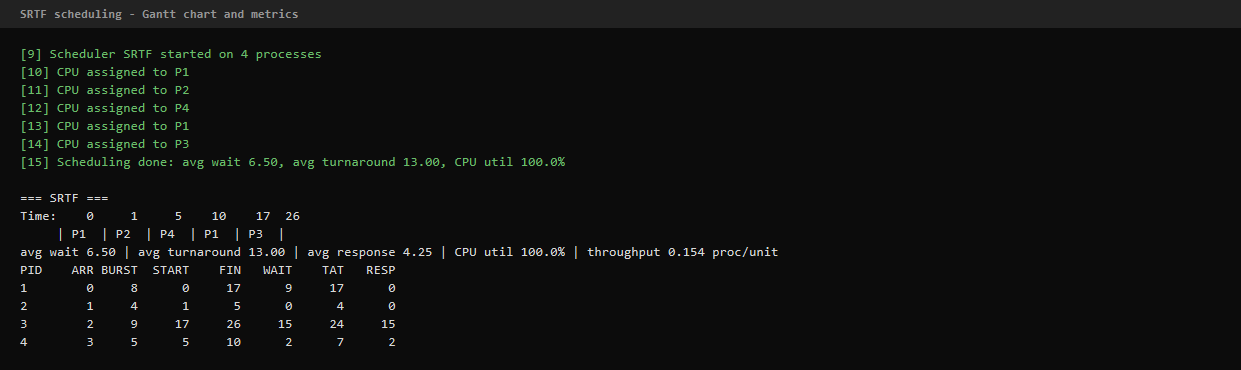 SRTF scheduling - Gantt chart and metrics
[9] Scheduler SRTF started on 4 processes
[10] CPU assigned to P1
[11] CPU assigned to P2
[12] CPU assigned to P4
[13] CPU assigned to P1
[14] CPU assigned to P3
[15] Scheduling done: avg wait 6.50, avg turnaround 13.00, CPU util 100.0%
=== SRTF ===
Time:    0     1     5    10    17  26
     | P1  | P2  | P4  | P1  | P3  |
avg wait 6.50 | avg turnaround 13.00 | avg response 4.25 | CPU util 100.0% | throughput 0.154 proc/unit
PID    ARR BURST  START    FIN   WAIT    TAT   RESP
1        0     8      0     17      9     17      0
2        1     4      1      5      0      4      0
3        2     9     17     26     15     24     15
4        3     5      5     10      2      7      2